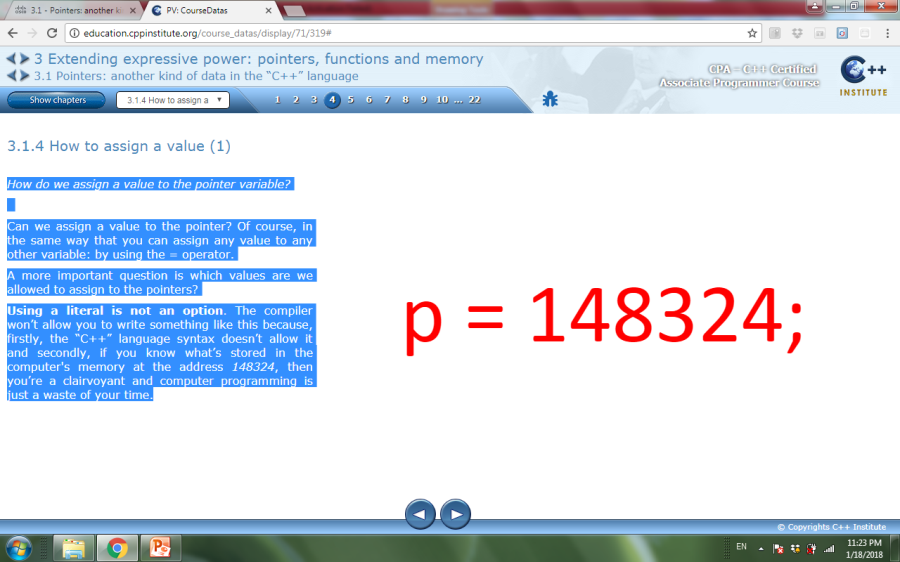 3.1 - Pointers: another k
PV: CourseDatas
education.cppinstitute.org/course_datas/display/71/319#
3 Extending expressive power: pointers, functions and memory
3.1 Pointers: another kind of data in the "C++" language
CPA - C++ Certified
Associate Programmer Course
C++
INSTITUTE
Show chapters
3.1.4 How to assign a
1 2 3 4 5 6 7 8 9 10 ... 22
3.1.4 How to assign a value (1)
How do we assign a value to the pointer variable?
Can we assign a value to the pointer? Of course, in
the same way that you can assign any value to any
other variable: by using the = operator.
A more important question is which values are we
allowed to assign to the pointers?
Using a literal is not an option. The compiler
won't allow you to write something like this because,
firstly, the "C++" language syntax doesn't allow it
and secondly, if you know what's stored in the
computer's memory at the address 148324, then
you're a clairvoyant and computer programming is
just a waste of your time.
p = 148324;
© Copyrights C++ Institute
EN
11:23 PM
1/18/2018